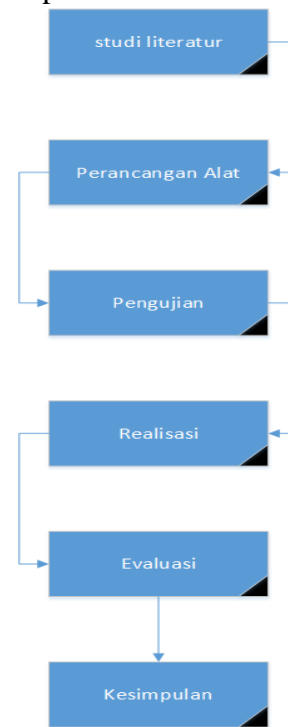 studi literatur
Perancangan Alat
Pengujian
Realisasi
Evaluasi
Kesimpulan